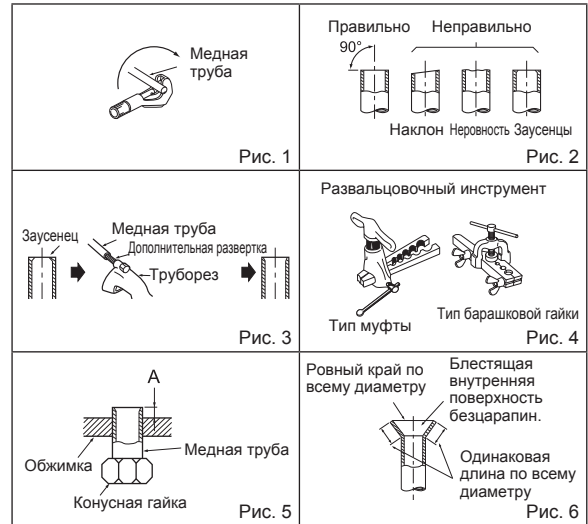 Медная
труба
Рис. 1
Правильно
Неправильно
90°
Наклон
Неровность
Заусенцы
Рис. 2
Заусенец
Медная труба
Дополнительная развертка
Труборез
Рис. 3
Развальцовочный инструмент
Тип муфты
Тип барашковой гайки
Рис. 4
A
Обжимка
Медная труба
Конусная гайка
Рис. 5
Ровный край по
всему диаметру
Блестящая
внутренняя
поверхность
безцарапин.
Одинаковая
длина по всему
диаметру
Рис. 6